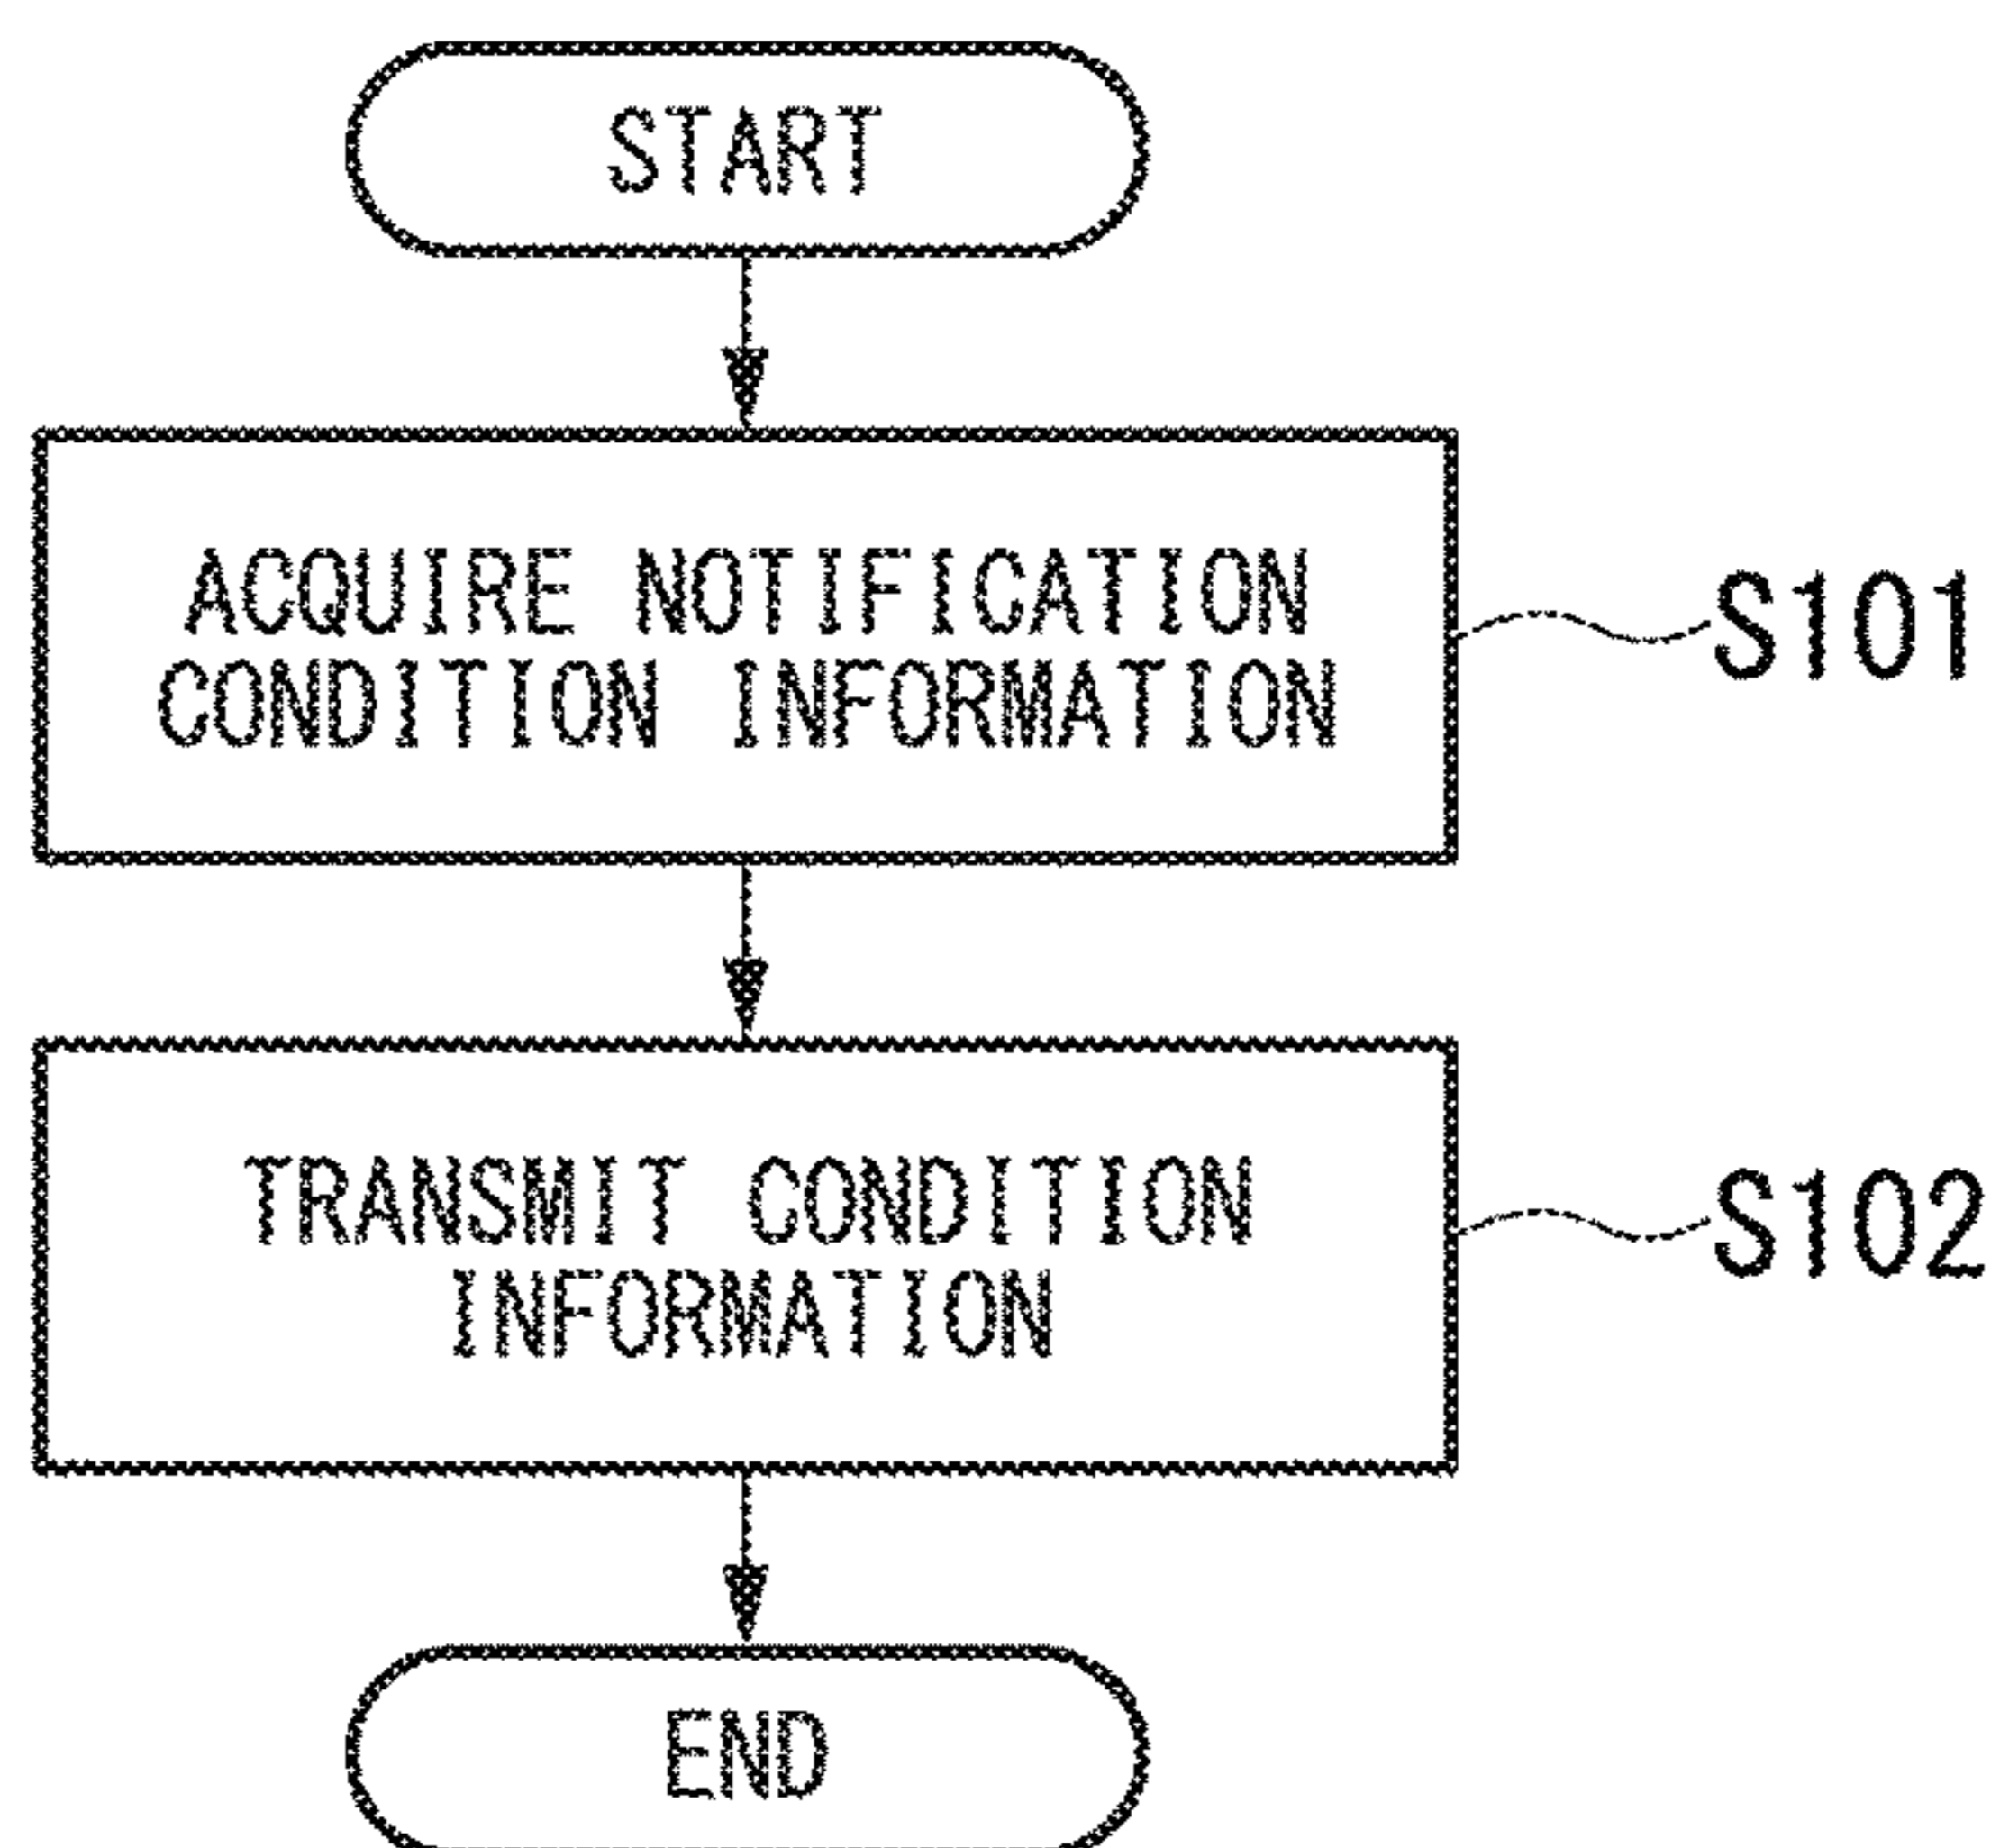 START
ACQUIRE NOTIFICATION
CONDITION INFORMATION
S101
TRANSMIT CONDITION
INFORMATION
S102
END